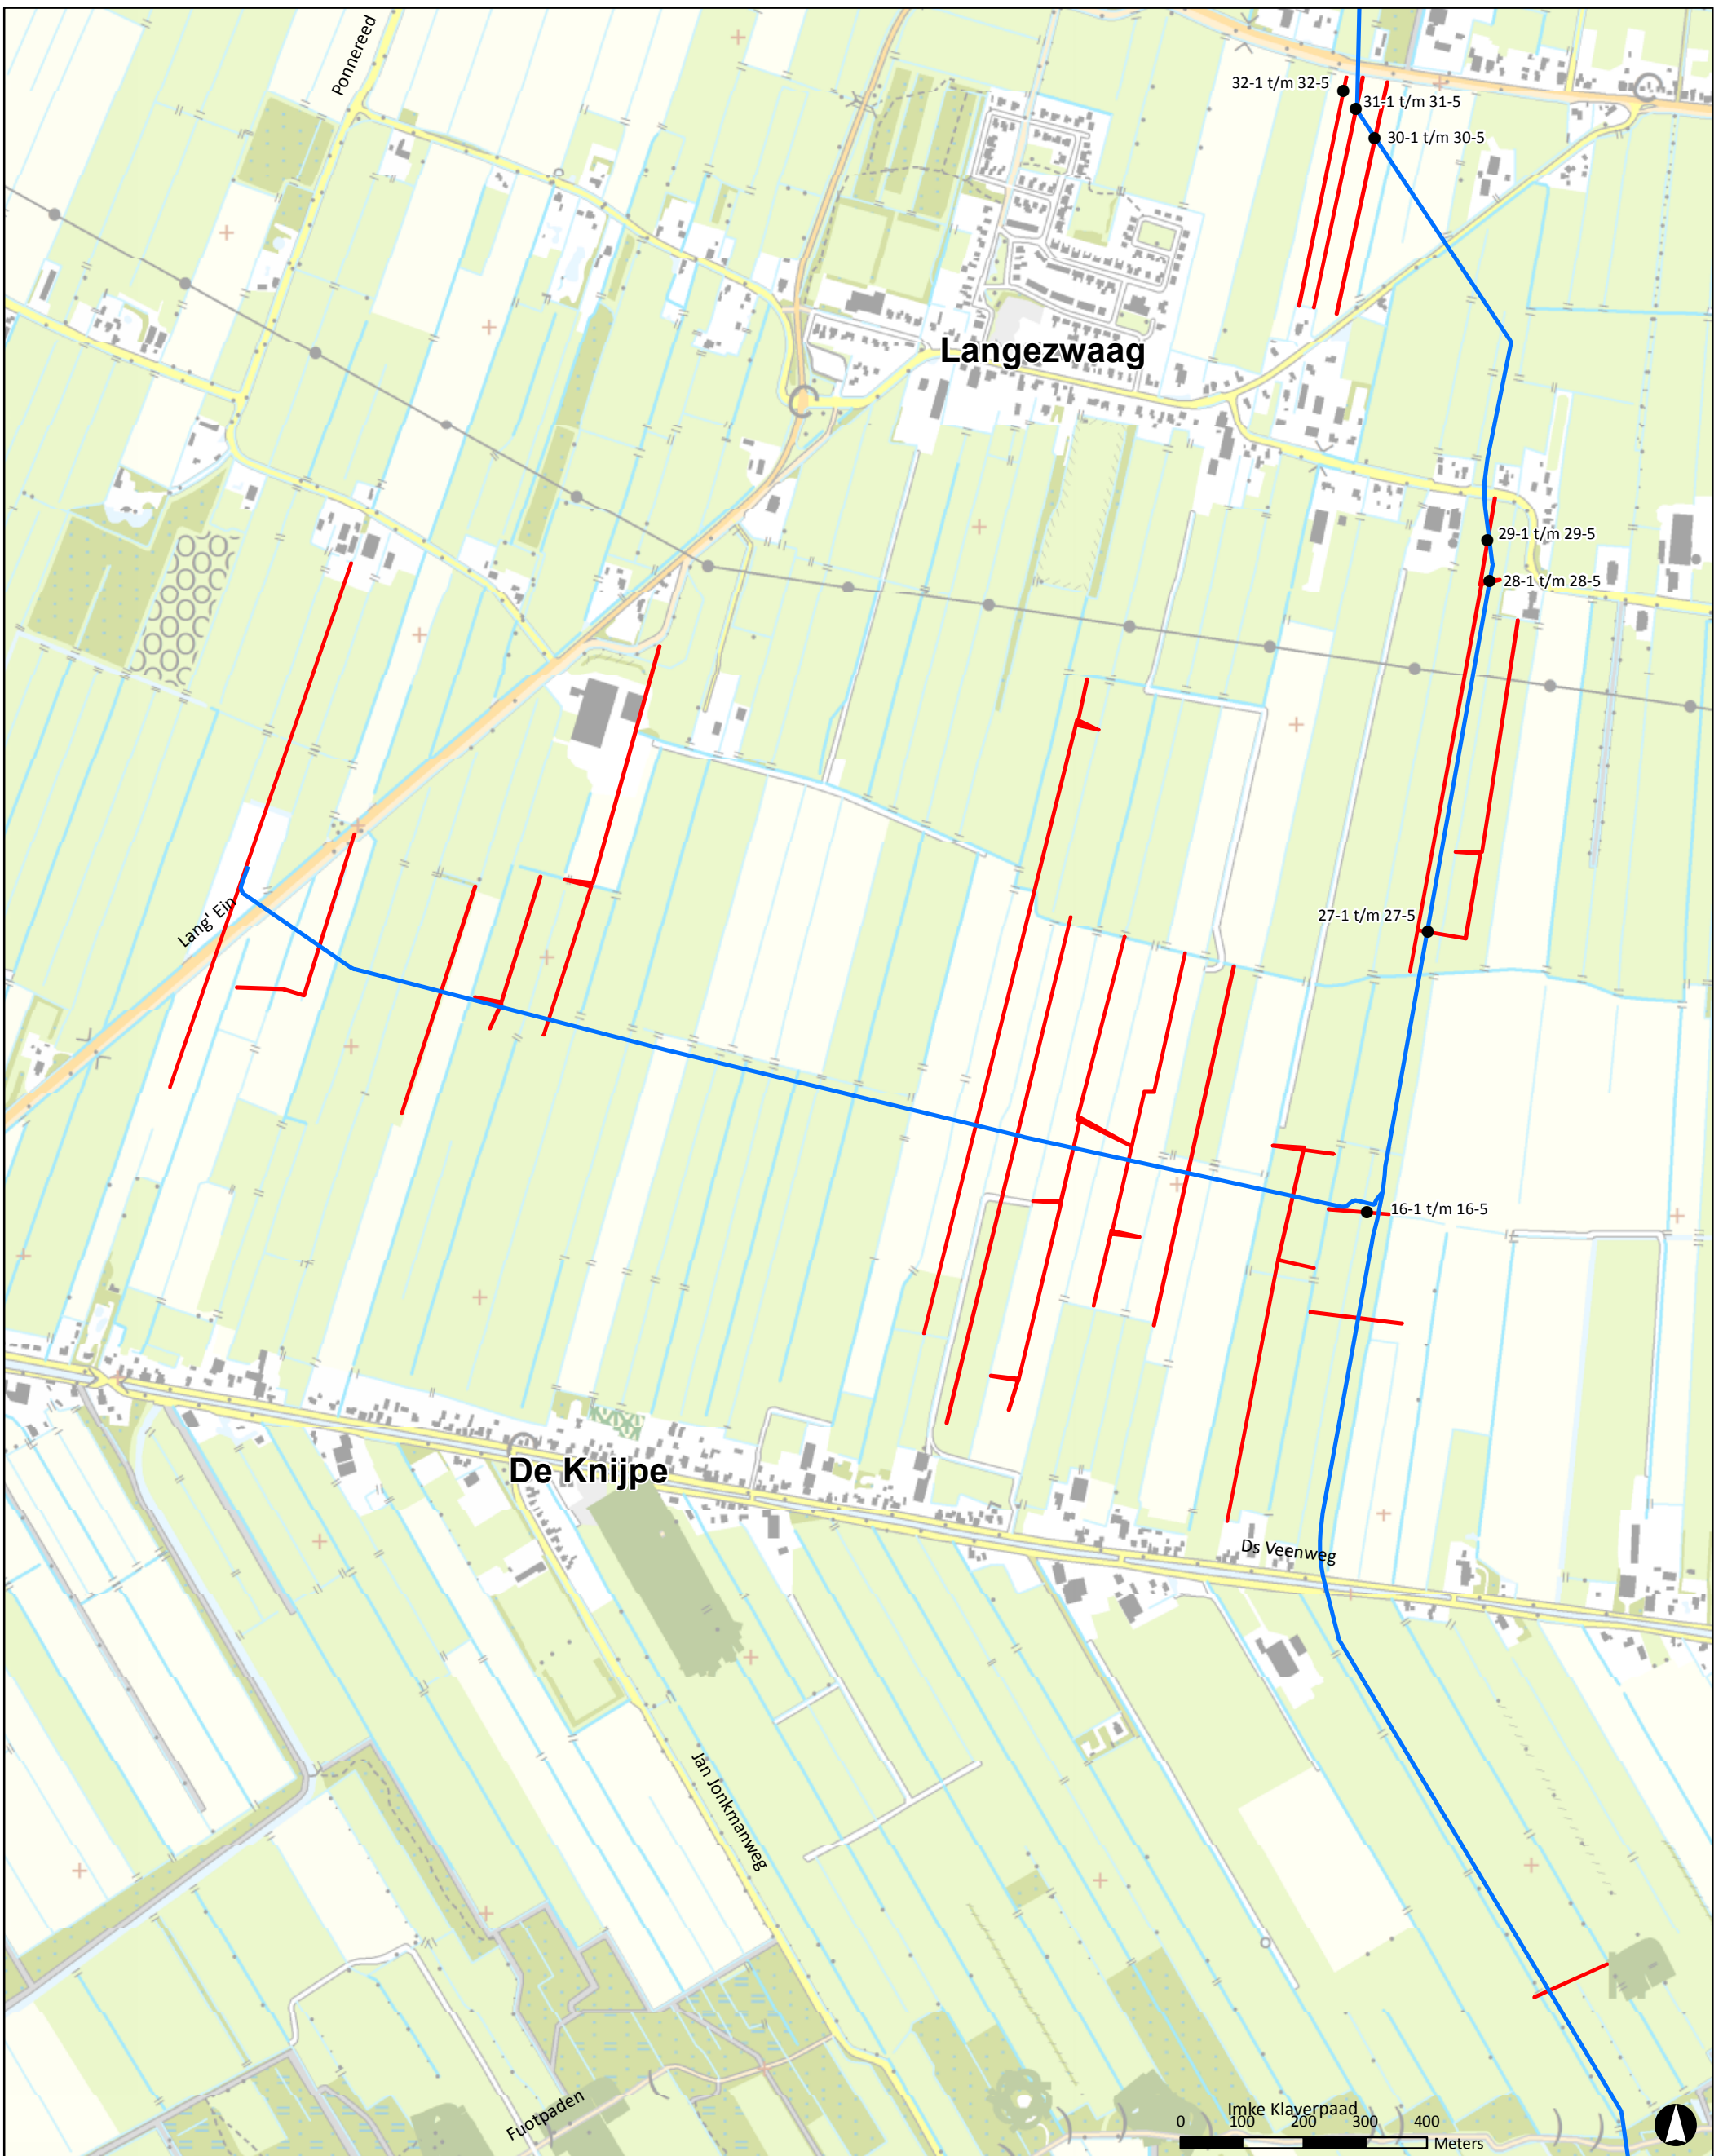 Ponnereed
32-1 t/m 32-5
31-1 t/m 31-5
30-1 t/m 30-5
Langezwaag
29-1 t/m 29-5
28-1 t/m 28-5
27-1 t/m 27-5
Lang' Ein
16-1 t/m 16-5
De Knijpe
Ds Veenweg
Jan Jonkmanweg
Fuotpaden
Imke Klaverpaad
0 100 200 300 400
Meters